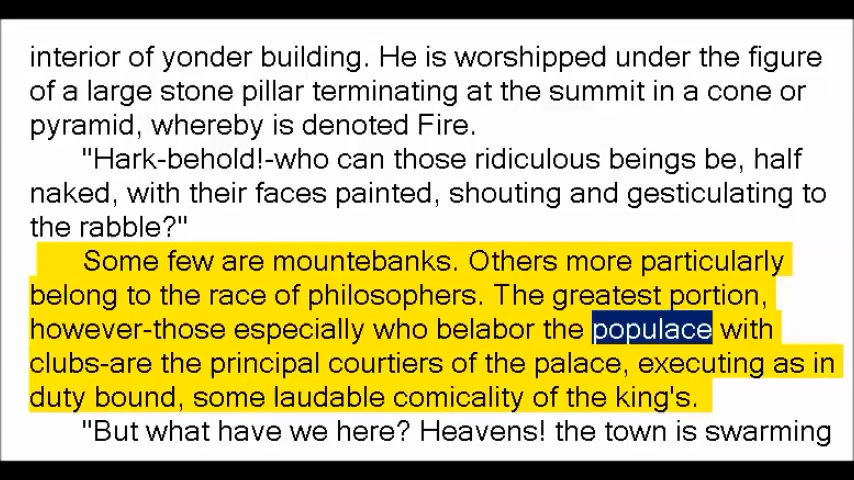 interior of yonder building. He is worshipped under the figure
of a large stone pillar terminating at the summit in a cone or
pyramid, whereby is denoted Fire.
"Hark-behold!-who can those ridiculous beings be, half
naked, with their faces painted, shouting and gesticulating to
the rabble?"
Some few are mountebanks. Others more particularly
belong to the race of philosophers. The greatest portion,
however-those especially who belabor the populace with
clubs-are the principal courtiers of the palace, executing as in
duty bound, some laudable comicality of the king's.
"But what have we here? Heavens! the town is swarming